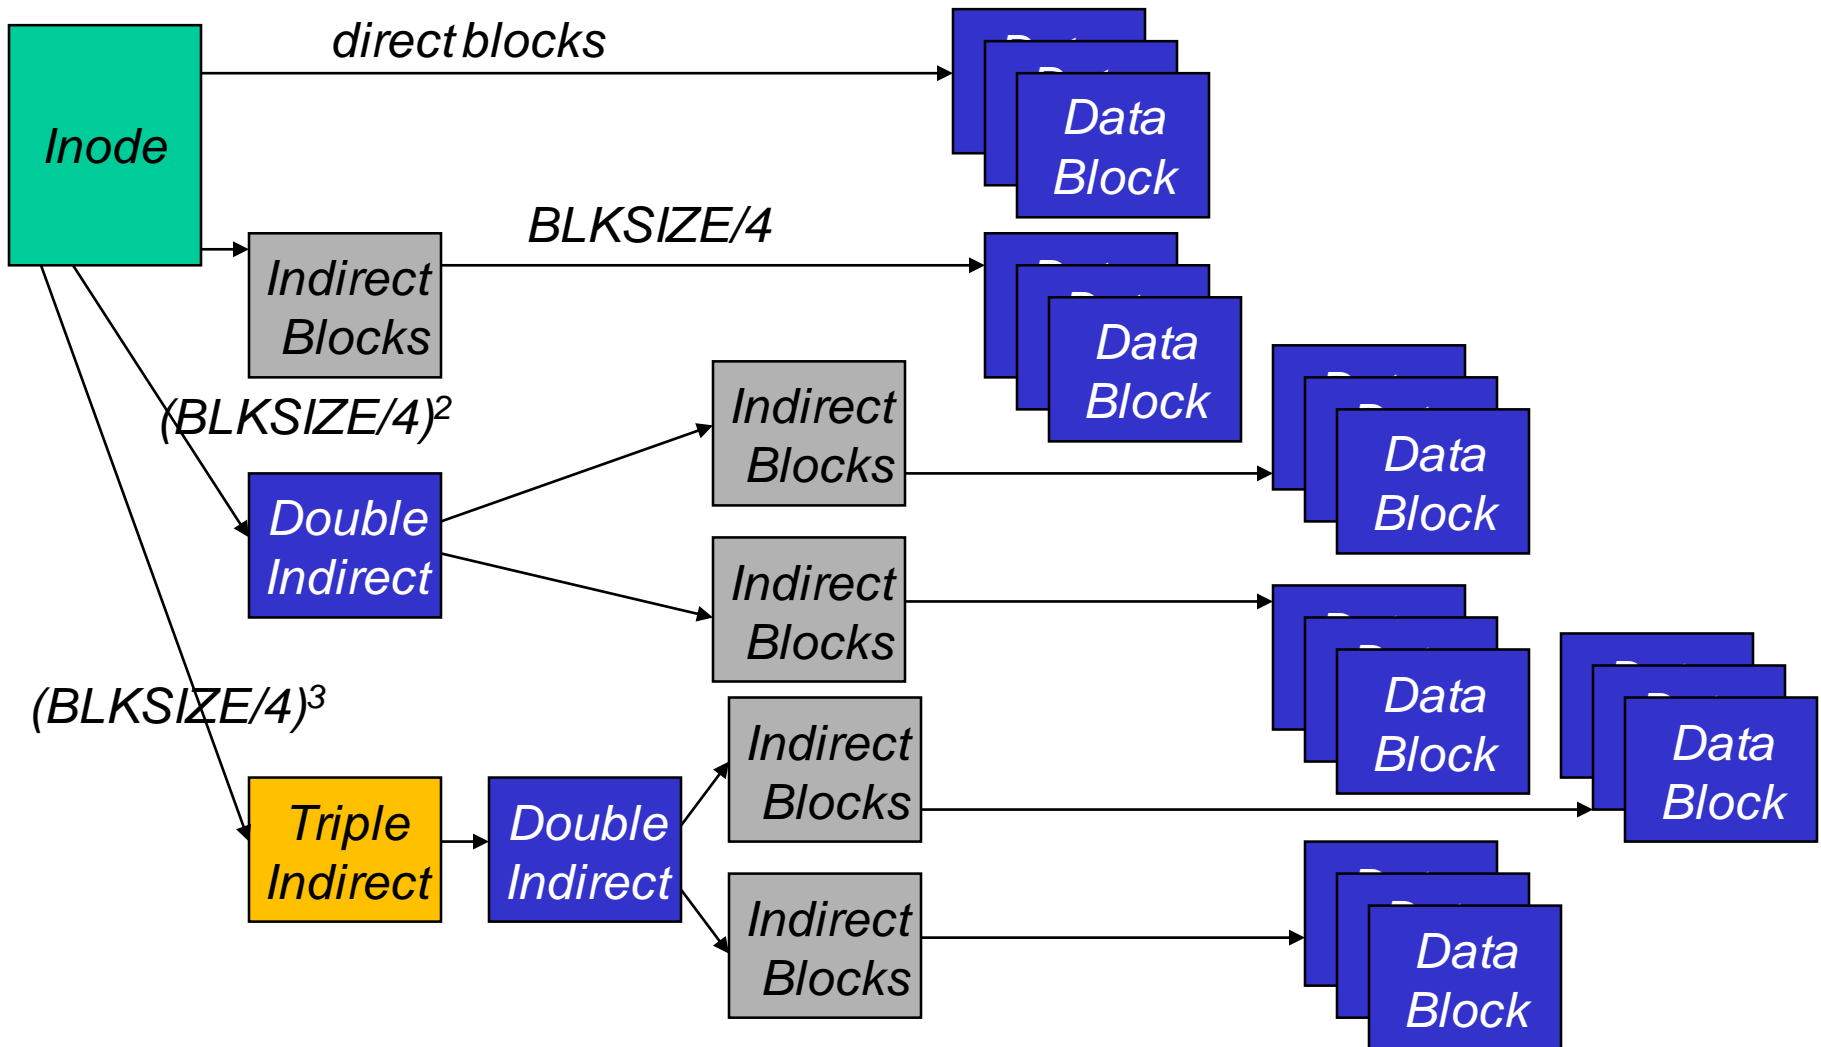 direct blocks
Inode
Data
Block
BLKSIZE/4
Indirect
Blocks
Data
Block
(BLKSIZE/4)²
Indirect
Blocks
Data
Block
Double
Indirect
Indirect
Blocks
Data
Block
(BLKSIZE/4)³
Indirect
Blocks
Data
Block
Triple
Indirect
Double
Indirect
Indirect
Blocks
Data
Block